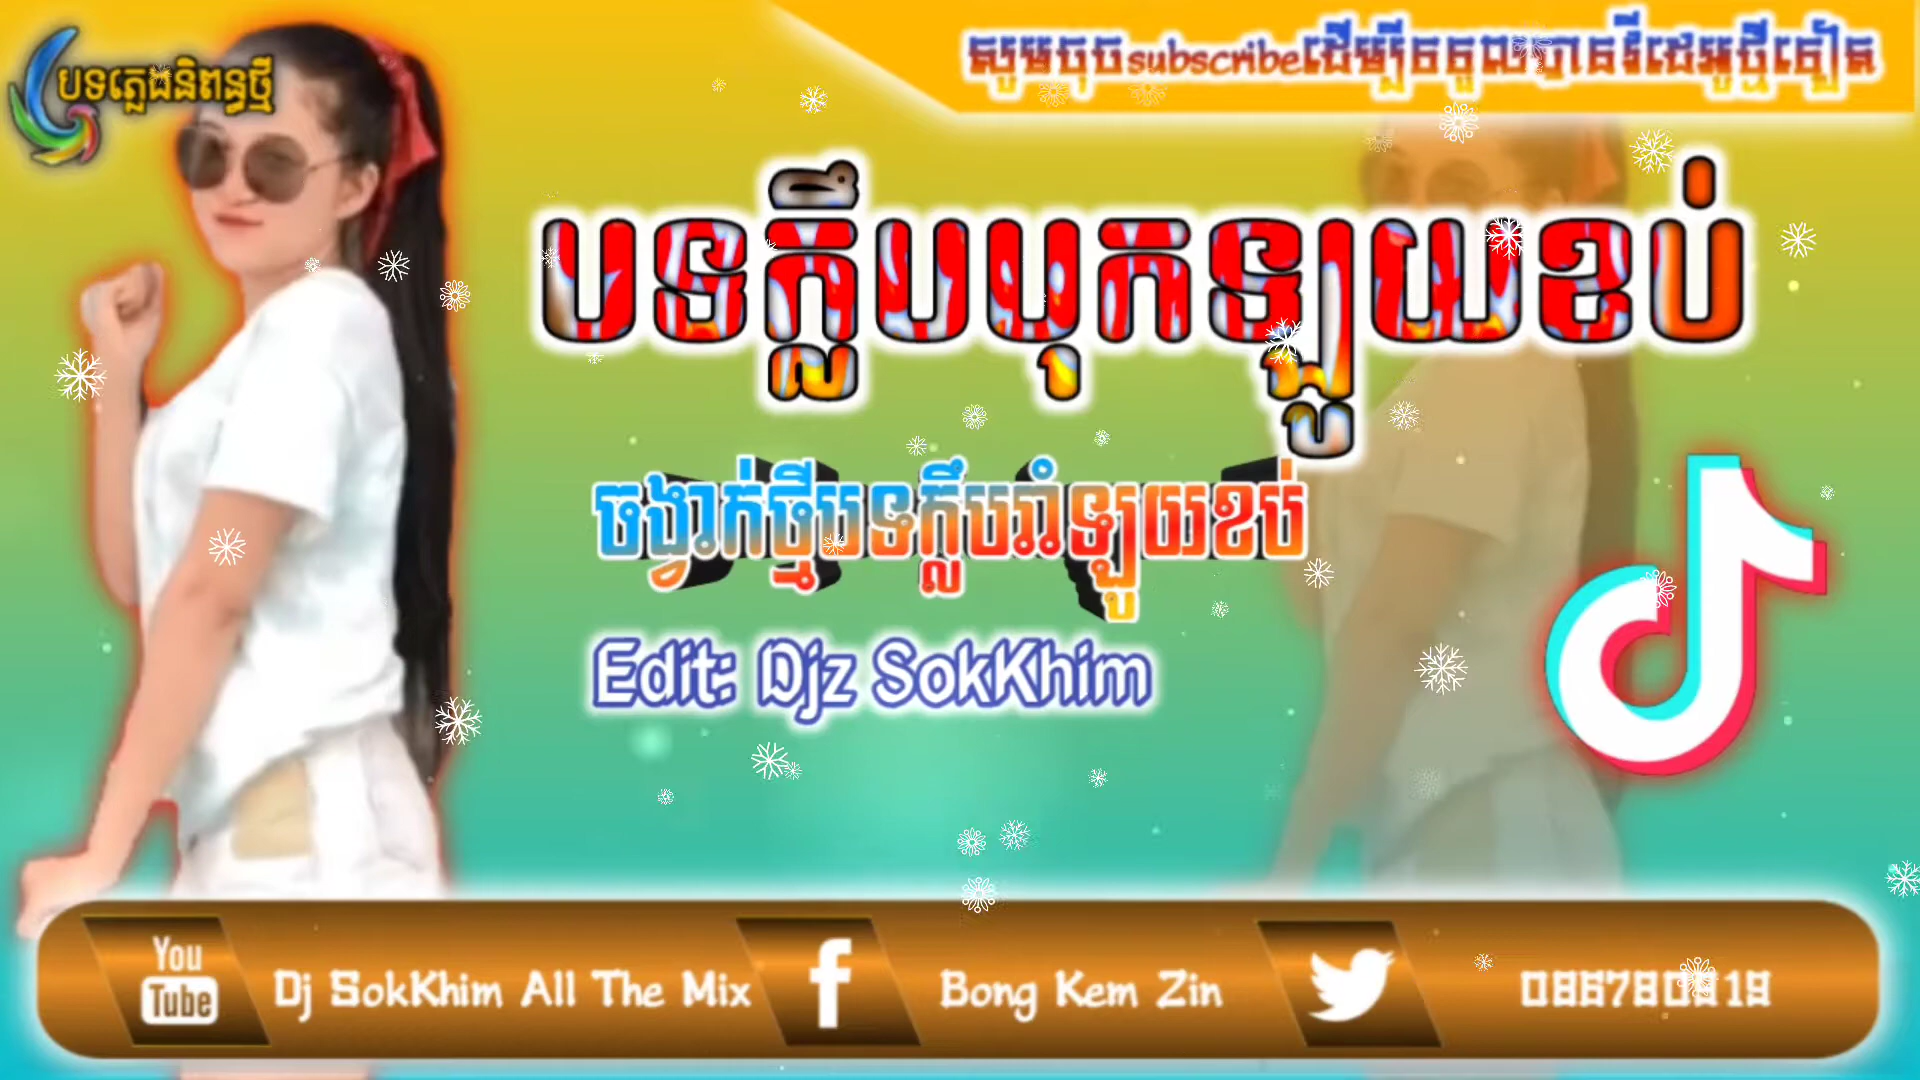 បទភ្លេងនិពន្ធថ្មី
សូមចុចsubscribeដើម្បីទទួលបានវីដេអូថ្មីទៀត
បទក្លឹបបុកឡូយខប់
ចង្វាក់ថ្មីបទក្លឹបរាំឡូយខប់
Edit: Djz SokKhim
You Tube
Dj SokKhim All The Mix
Bong Kem Zin